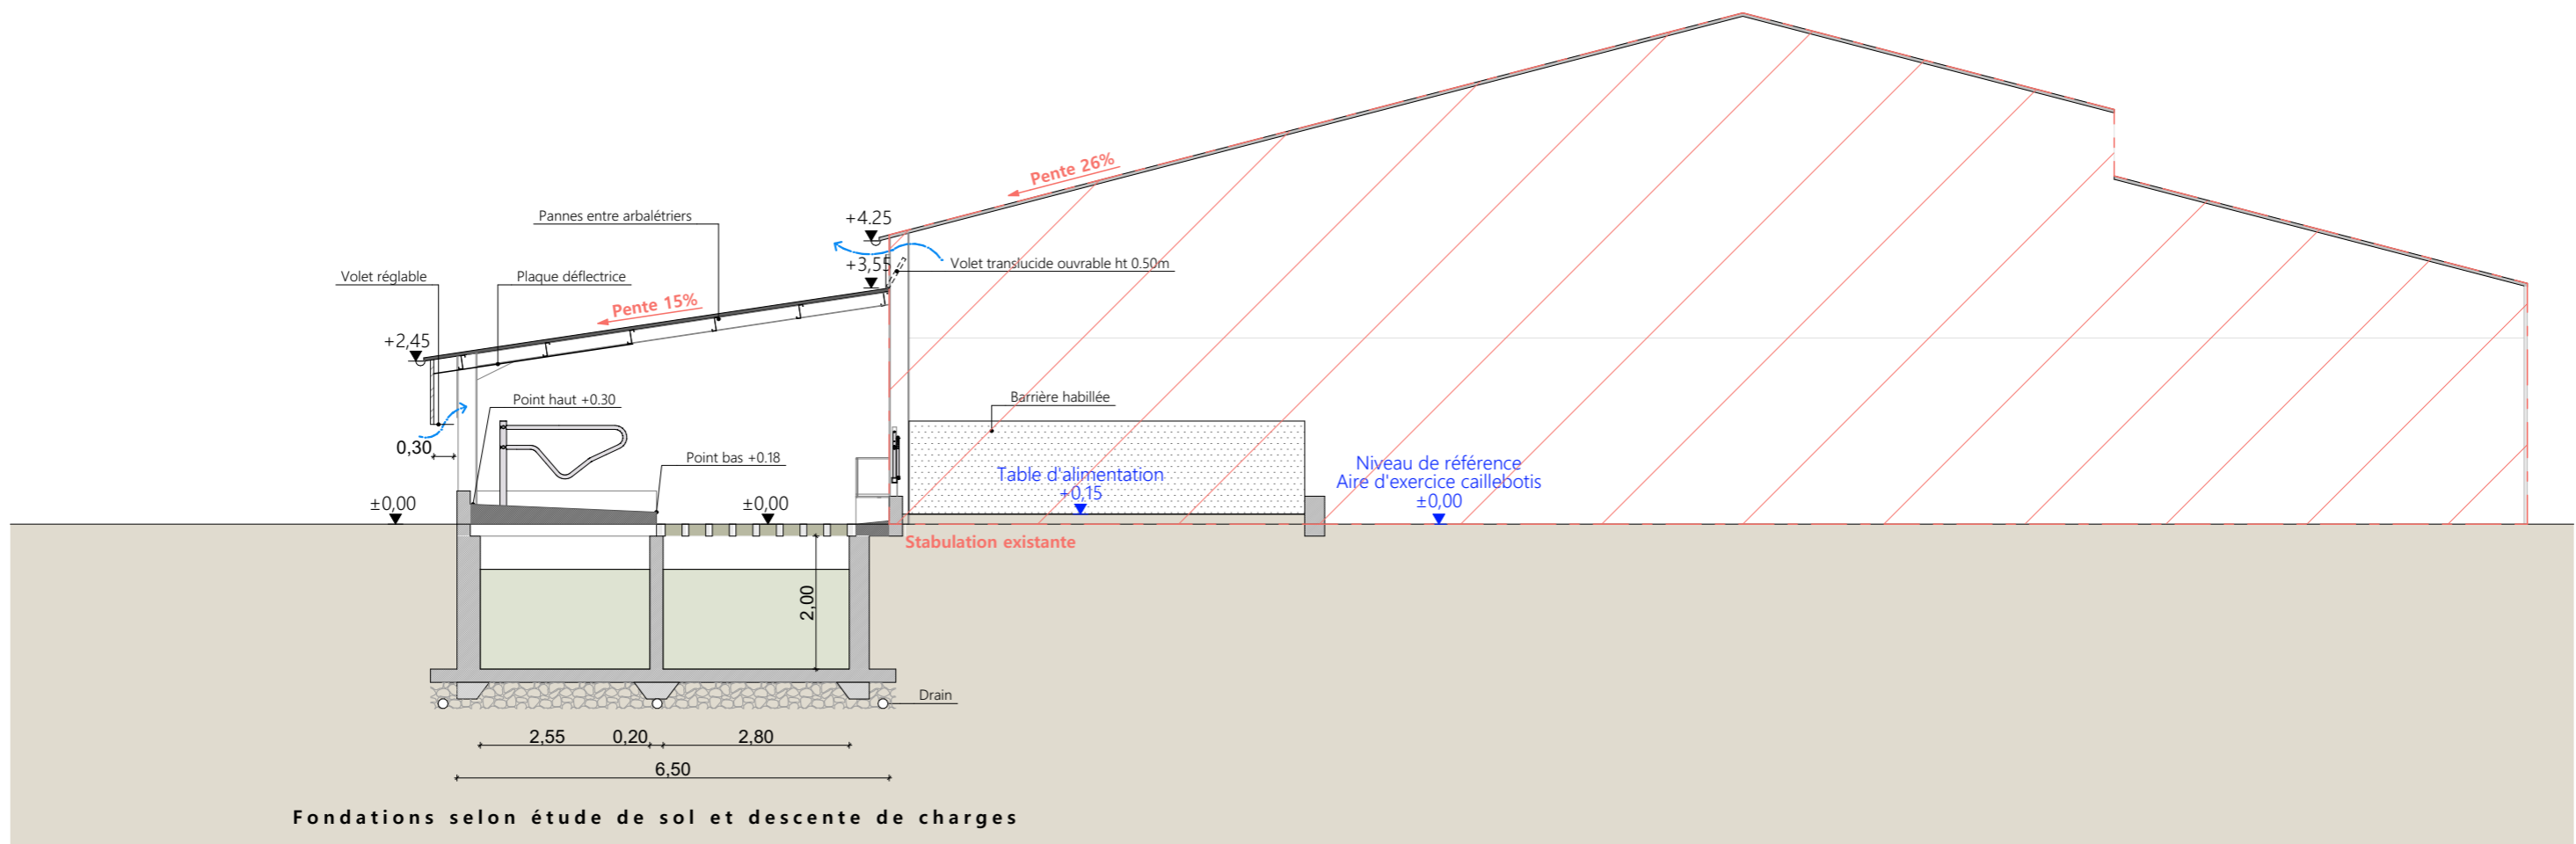 Pente 26%
Pannes entre arbalétriers
+4.25
Volet réglable
Plaque déflectrice
+3,55
Volet translucide ouvrable ht 0.50m
Pente 15%
+2,45
Point haut +0.30
Barrière habillée
0,30
Point bas +0.18
Table d'alimentation
+0,15
Niveau de référence
Aire d'exercice caillebotis
±0,00
±0,00
±0,00
Stabulation existante
2,00
Drain
2,55
0,20
2,80
6,50
Fondations selon étude de sol et descente de charges